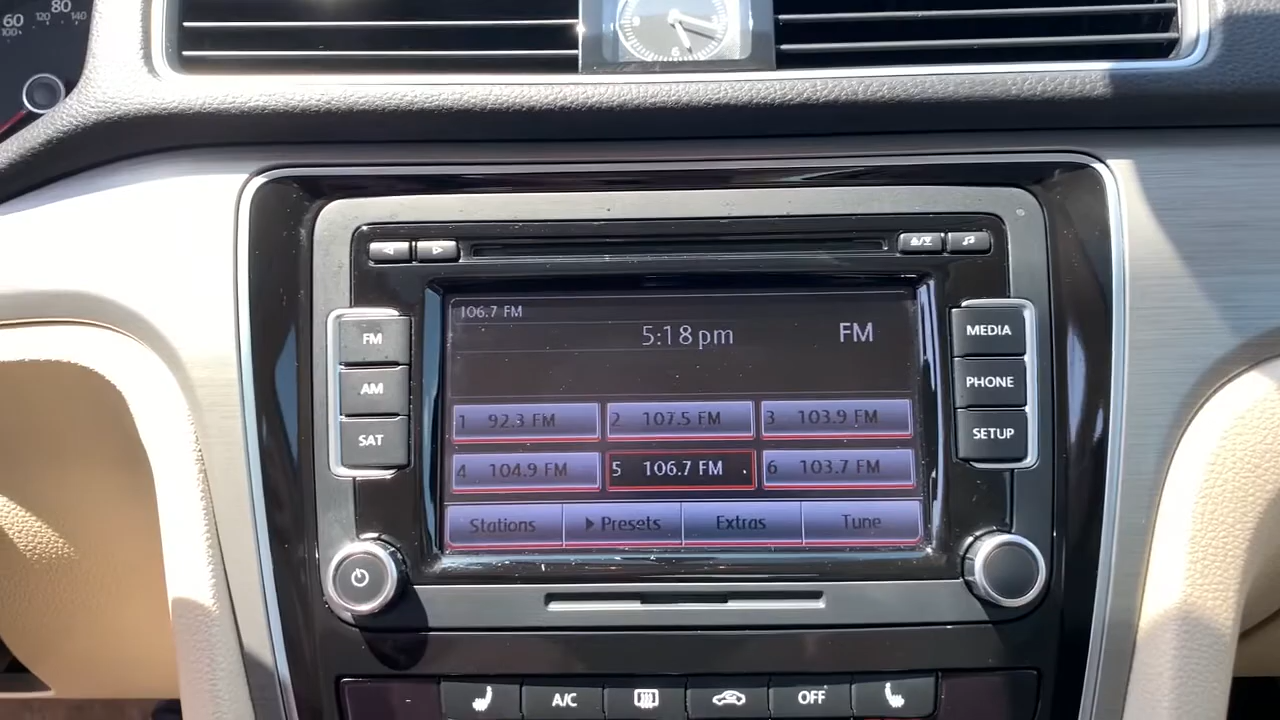 60
80
100
120
140
6
106.7 FM
5:18 pm
FM
FM
AM
SAT
MEDIA
PHONE
SETUP
1 92.3 FM
2 107.5 FM
3 103.9 FM
4 104.9 FM
5 106.7 FM
6 103.7 FM
Stations
Presets
Extras
Tune
A/C
OFF